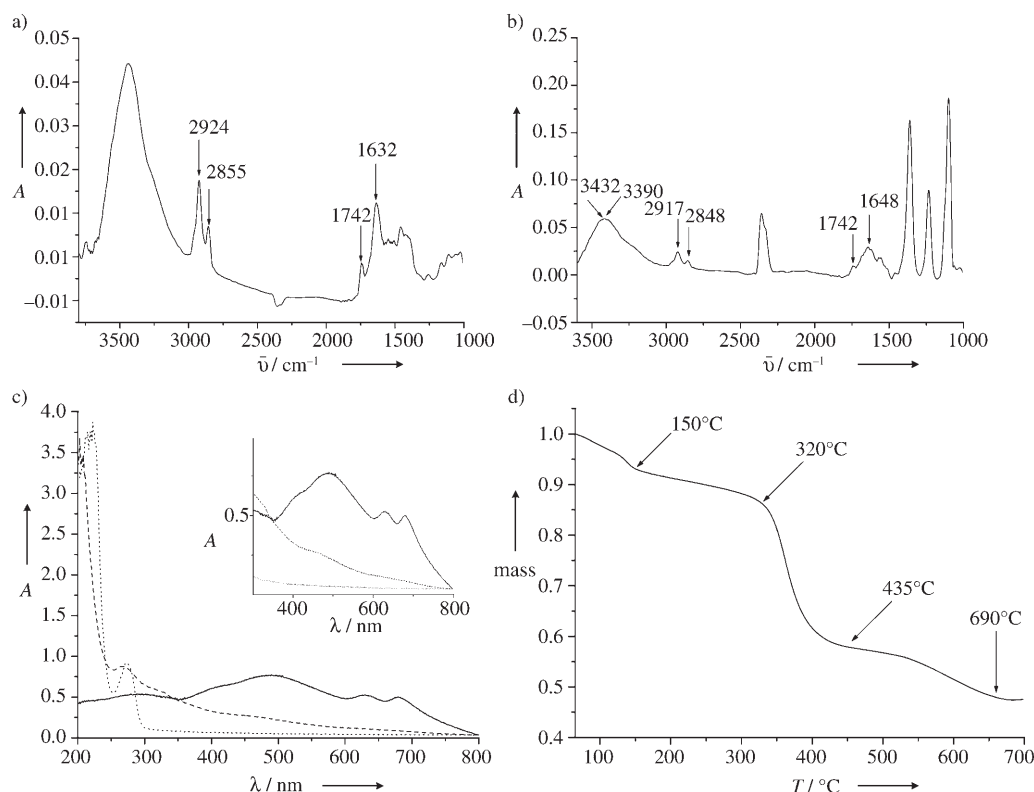 a)
0.05
0.04
0.03
0.01
0.01
–0.01
A
2924
2855
1742
1632
3500 3000 2500 2000 1500 1000
ῡ / cm⁻¹
b)
0.25
0.20
0.15
0.10
0.05
0.00
–0.05
A
3432
3390
2917
2848
1742
1648
3500 3000 2500 2000 1500 1000
ῡ / cm⁻¹
c)
4.0
3.5
3.0
2.5
2.0
1.5
1.0
0.5
0.0
A
0.5
A
400 600 800
λ / nm
200 300 400 500 600 700 800
λ / nm
d)
1.0
0.9
0.8
0.7
0.6
0.5
0.4
mass
150°C
320°C
435°C
690°C
100 200 300 400 500 600 700
T / °C